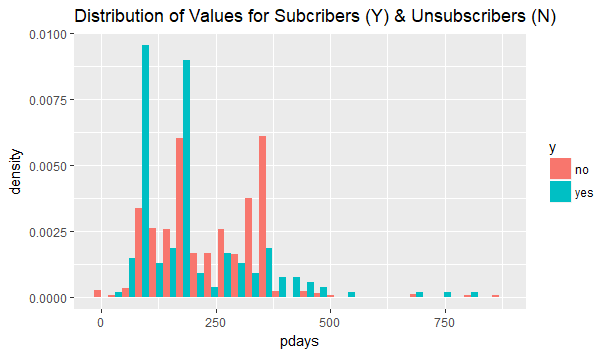 Distribution of Values for Subcribers (Y) & Unsubscribers (N)
0.0100
0.0075
0.0050
0.0025
0.0000
density
0 250 500 750
pdays
y
no
yes